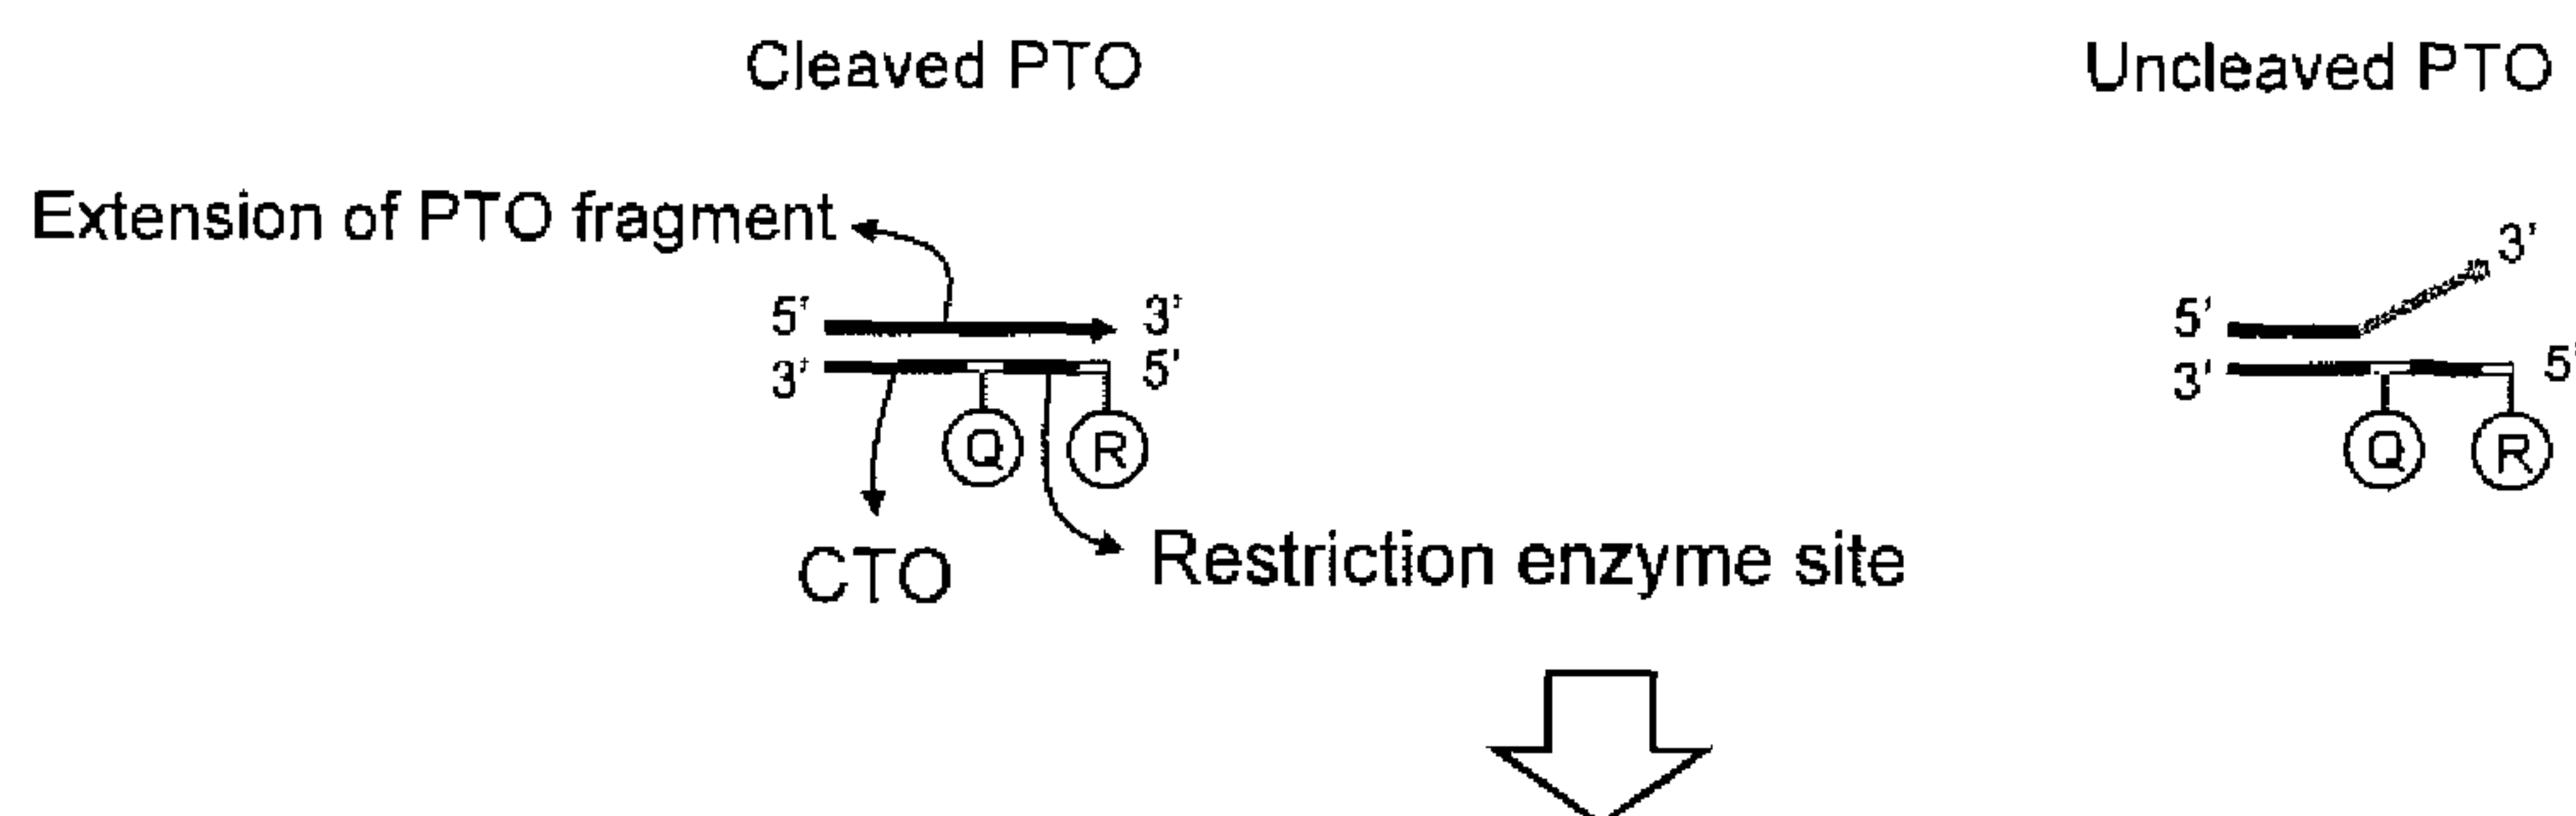 Cleaved PTO
Uncleaved PTO
Extension of PTO fragment
3'
5'
3'
5'
3'
5'
3'
5'
Q
R
Q
R
CTO
Restriction enzyme site